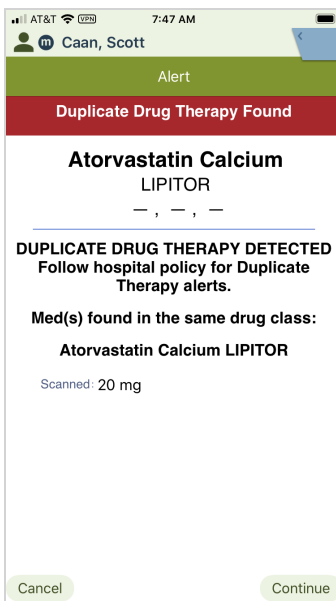 AT&T VPN 7:47 AM
m Caan, Scott
Alert
Duplicate Drug Therapy Found
Atorvastatin Calcium
LIPITOR
— , — , —
DUPLICATE DRUG THERAPY DETECTED
Follow hospital policy for Duplicate
Therapy alerts.
Med(s) found in the same drug class:
Atorvastatin Calcium LIPITOR
Scanned: 20 mg
Cancel Continue